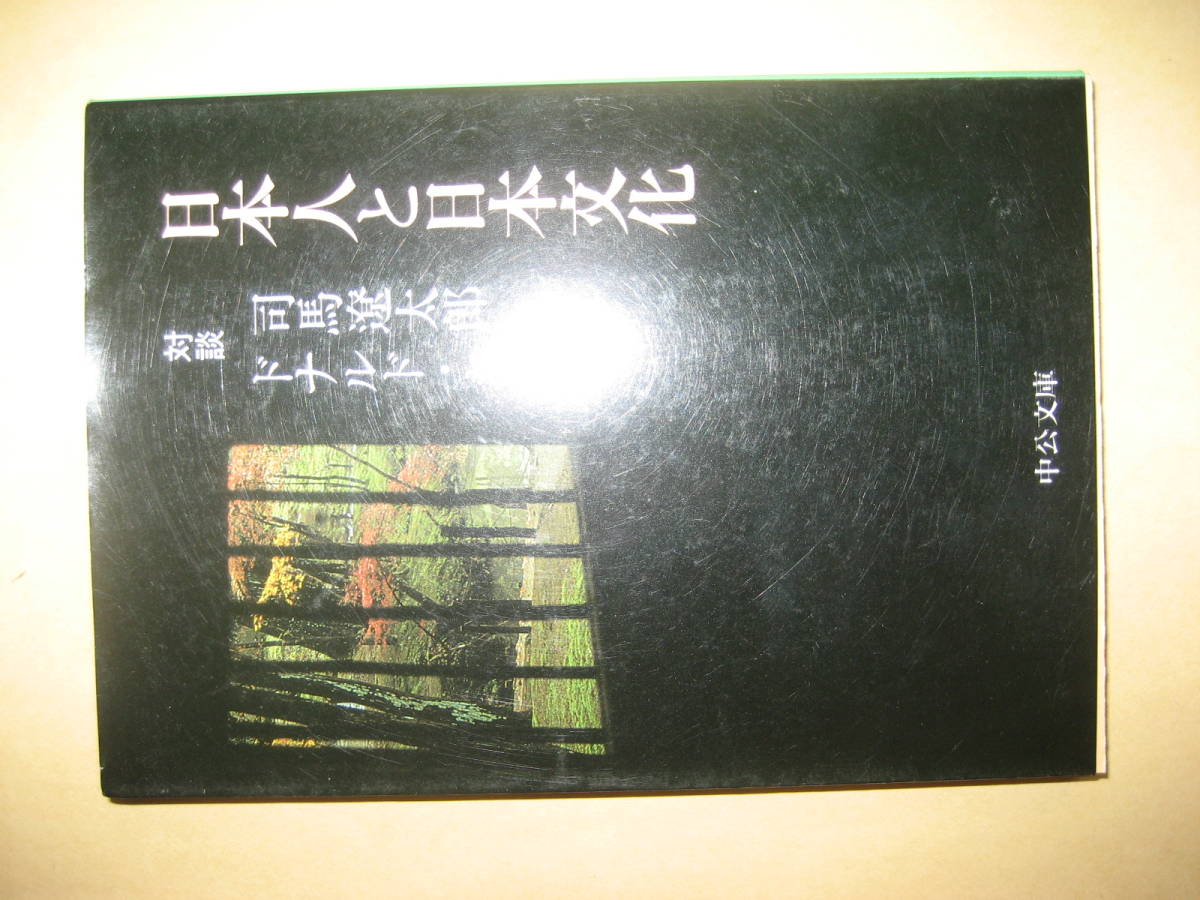 日本人と日本文化
対談
司馬遼太郎
ドナルド・
中公文庫